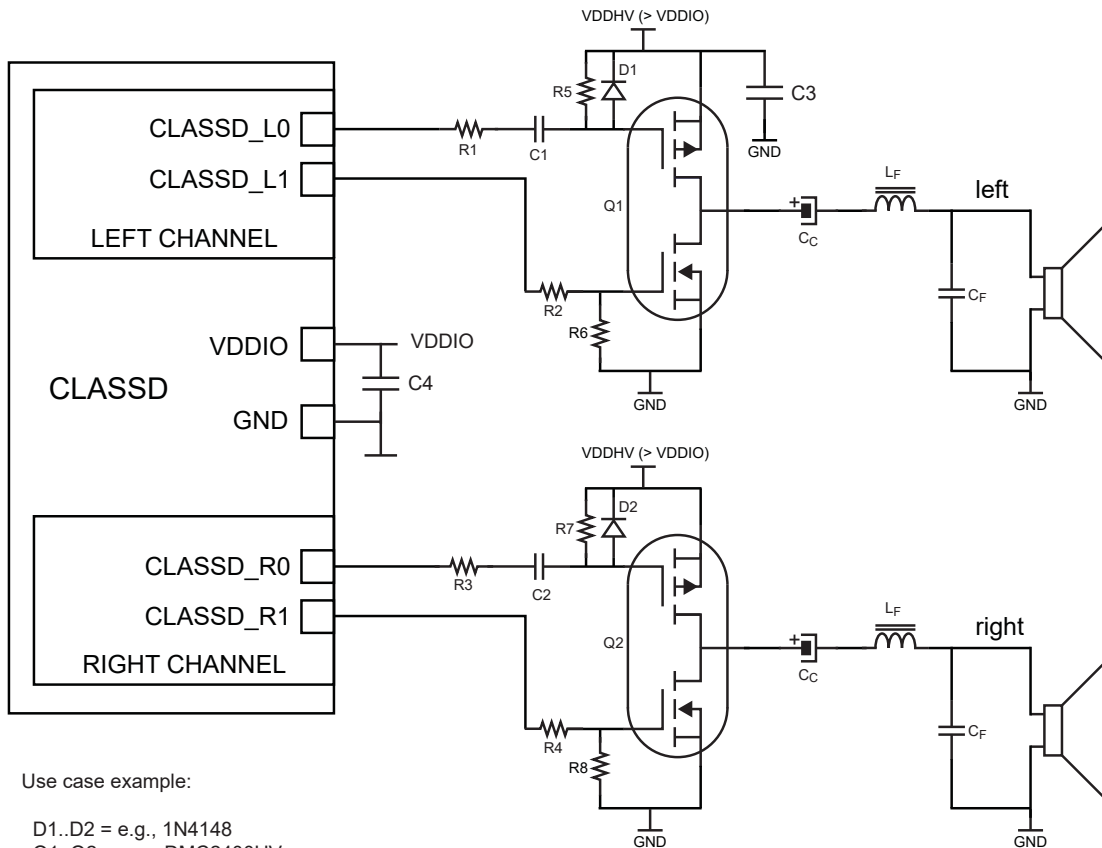 VDDHV (> VDDIO)
D1
R5
C3
GND
CLASSD_L0
R1
C1
CLASSD_L1
LEFT CHANNEL
Q1
+
CC
LF
left
CF
R2
R6
GND
GND
VDDIO
VDDIO
C4
CLASSD
GND
VDDHV (> VDDIO)
D2
R7
CLASSD_R0
R3
C2
CLASSD_R1
RIGHT CHANNEL
Q2
+
CC
LF
right
CF
R4
R8
GND
GND
Use case example:
D1..D2 = e.g., 1N4148